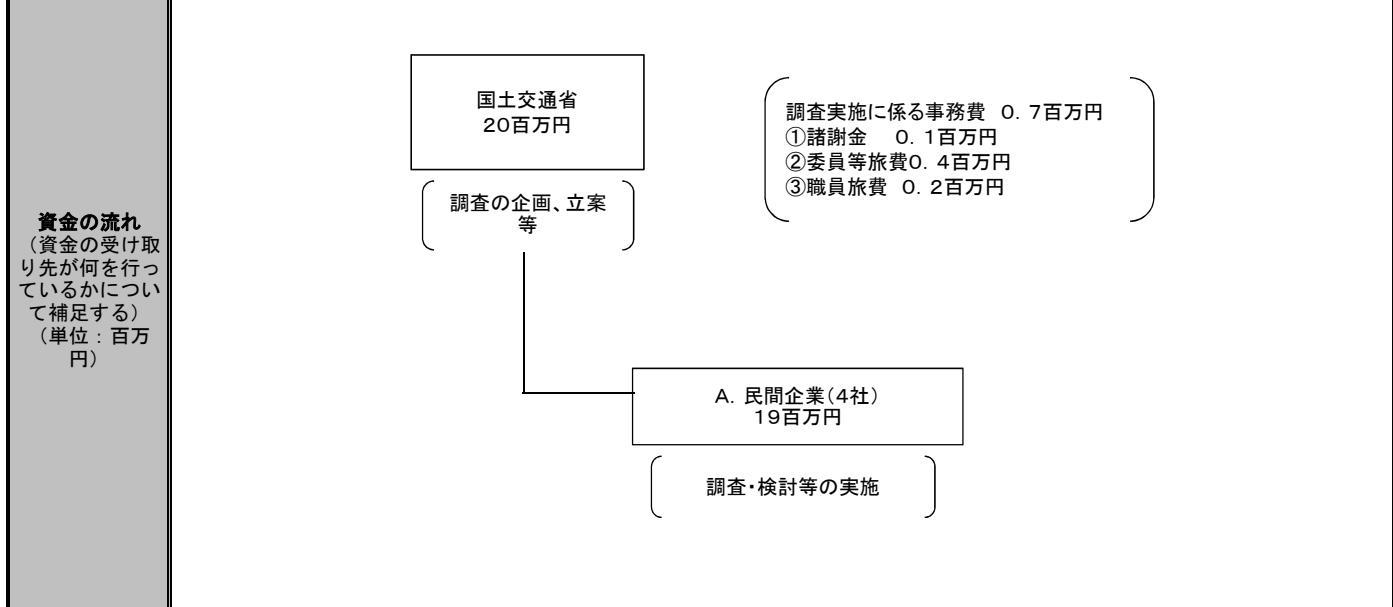 資金の流れ
（資金の受け取
り先が何を行っ
ているかについ
て補足する）
（単位：百万
円）
国土交通省
２０百万円
調査の企画、立案
等
調査実施に係る事務費　０．７百万円
①諸謝金　　０．１百万円
②委員等旅費０．４百万円
③職員旅費　０．２百万円
Ａ．民間企業（４社）
１９百万円
調査・検討等の実施